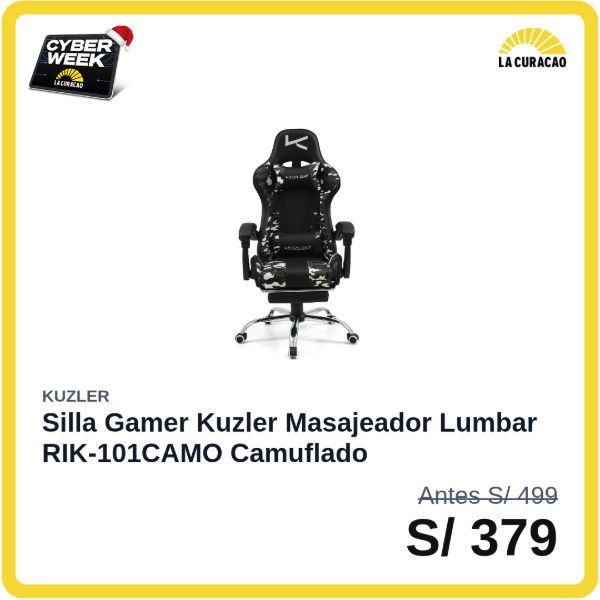 CYBER
WEEK
LA CURACAO
LA CURACAO
KUZLER
KUZLER
KUZLER
Silla Gamer Kuzler Masajeador Lumbar
RIK-101CAMO Camuflado
Antes S/ 499
S/ 379